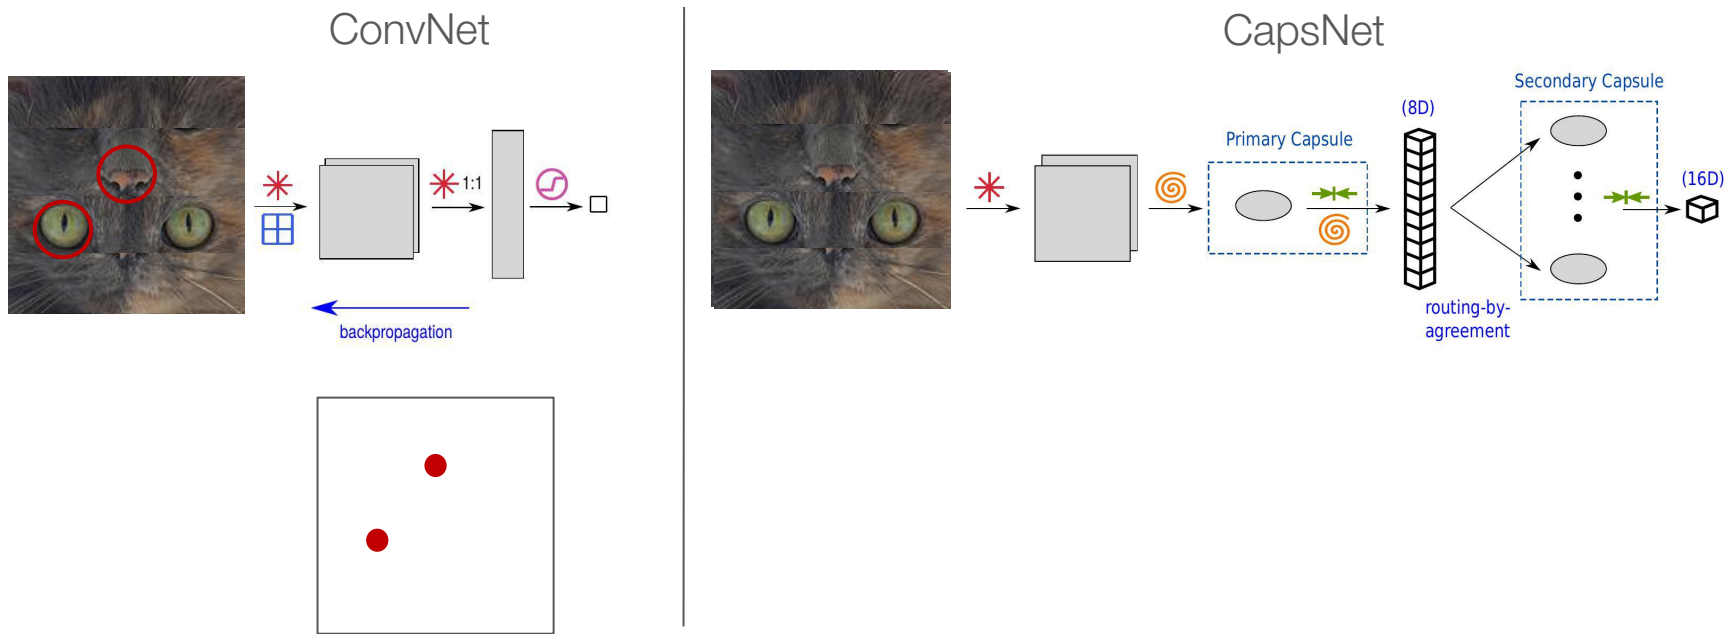 ConvNet
1:1
backpropagation
CapsNet
Primary Capsule
(8D)
routing-by-
agreement
Secondary Capsule
(16D)